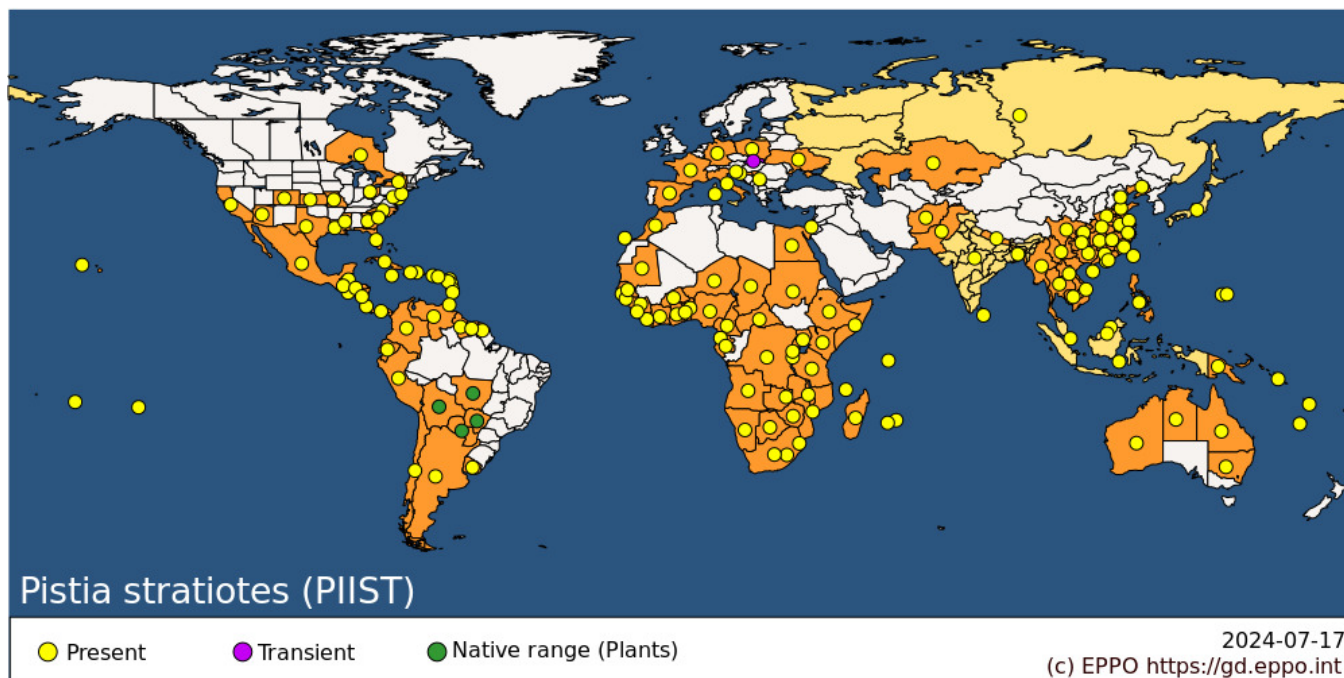 Pistia stratiotes (PIIST)
Present
Transient
Native range (Plants)
2024-07-17
(c) EPPO https://gd.eppo.int